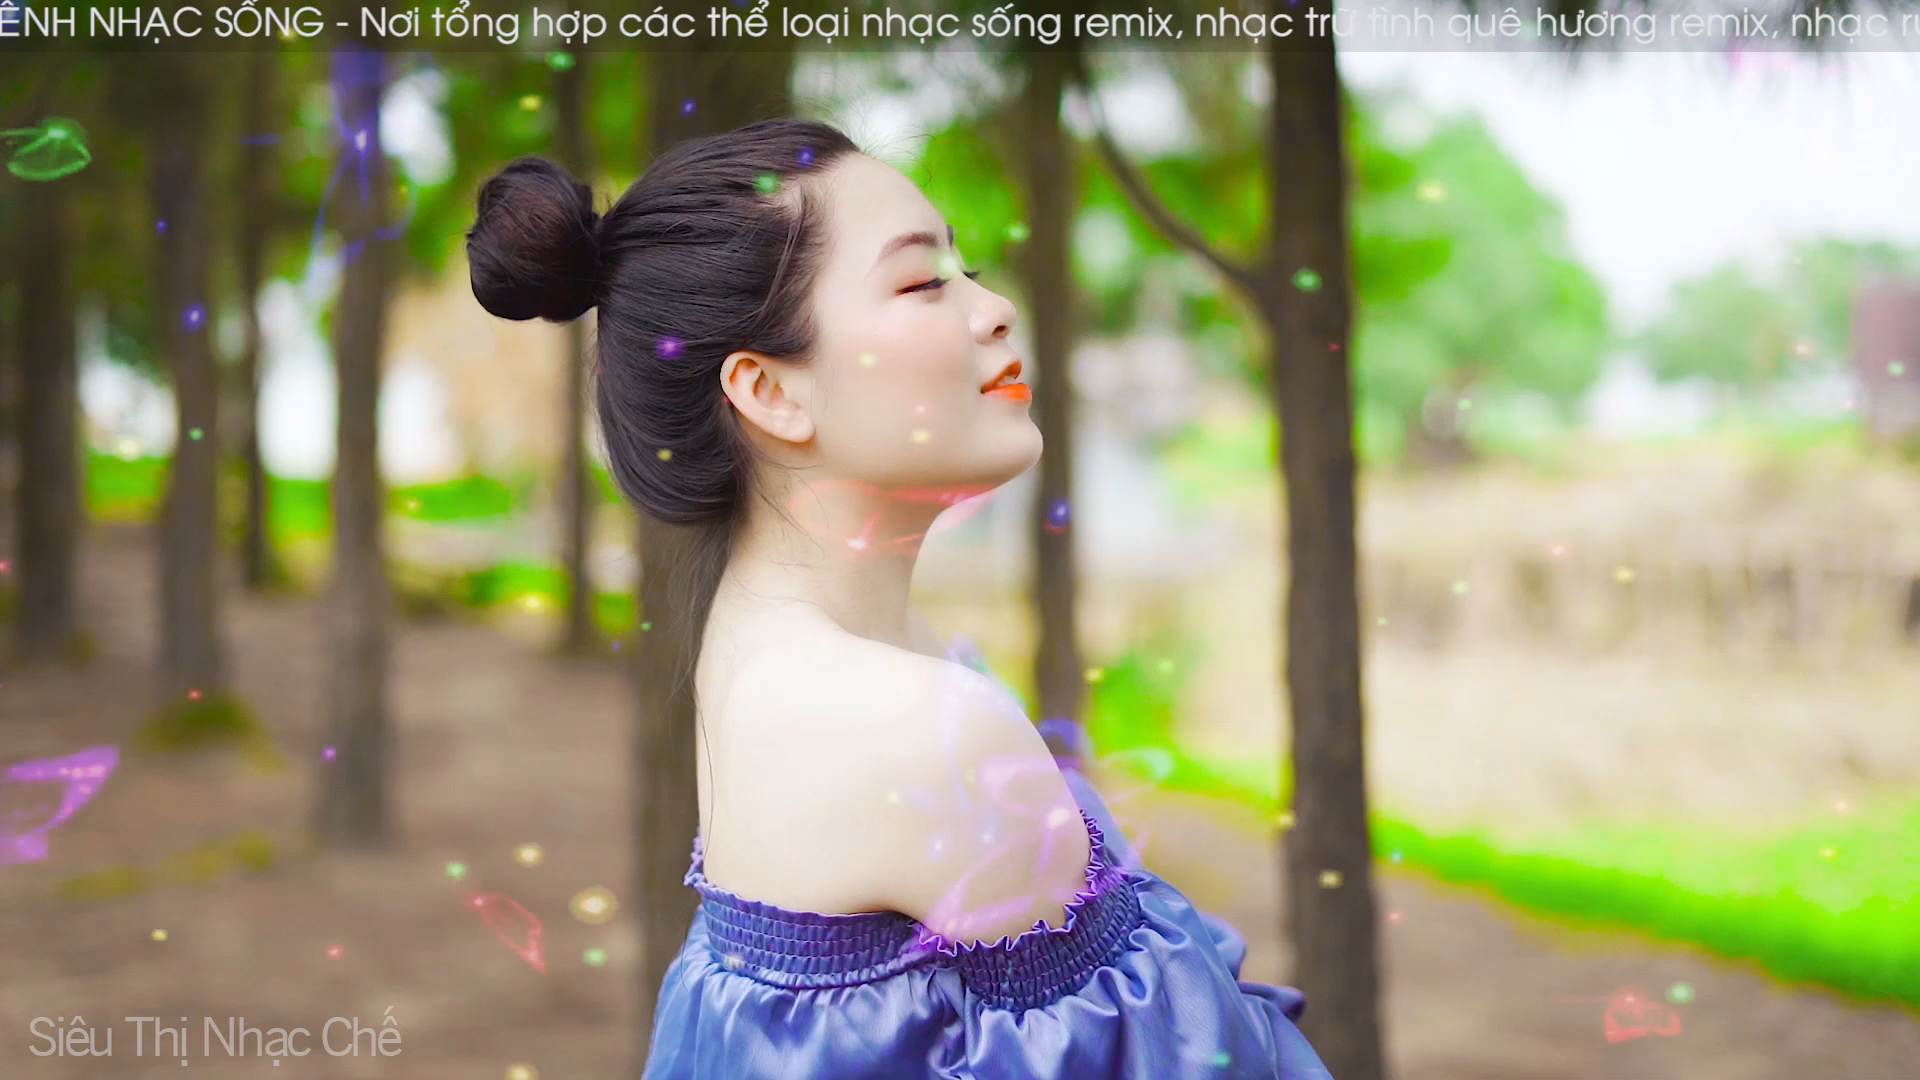 ÊNH NHẠC SỐNG - Nơi tổng hợp các thể loại nhạc sống remix, nhạc trữ tình quê hương remix, nhạc
Siêu Thị Nhạc Chế